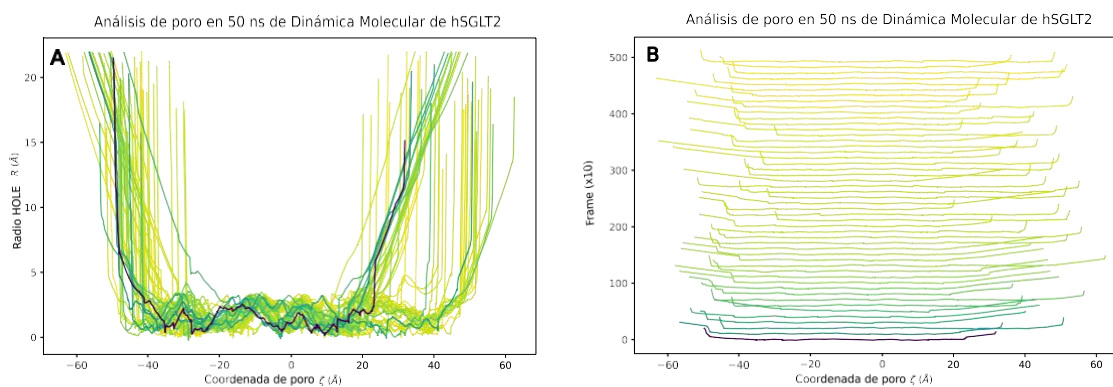 Análisis de poro en 50 ns de Dinámica Molecular de hSGLT2
A
Radio HOLE R (Å)
20
15
10
5
0
−60 −40 −20 0 20 40 60
Coordenada de poro ζ (Å)
Análisis de poro en 50 ns de Dinámica Molecular de hSGLT2
B
Frame (x10)
500
400
300
200
100
0
−60 −40 −20 0 20 40 60
Coordenada de poro ζ (Å)